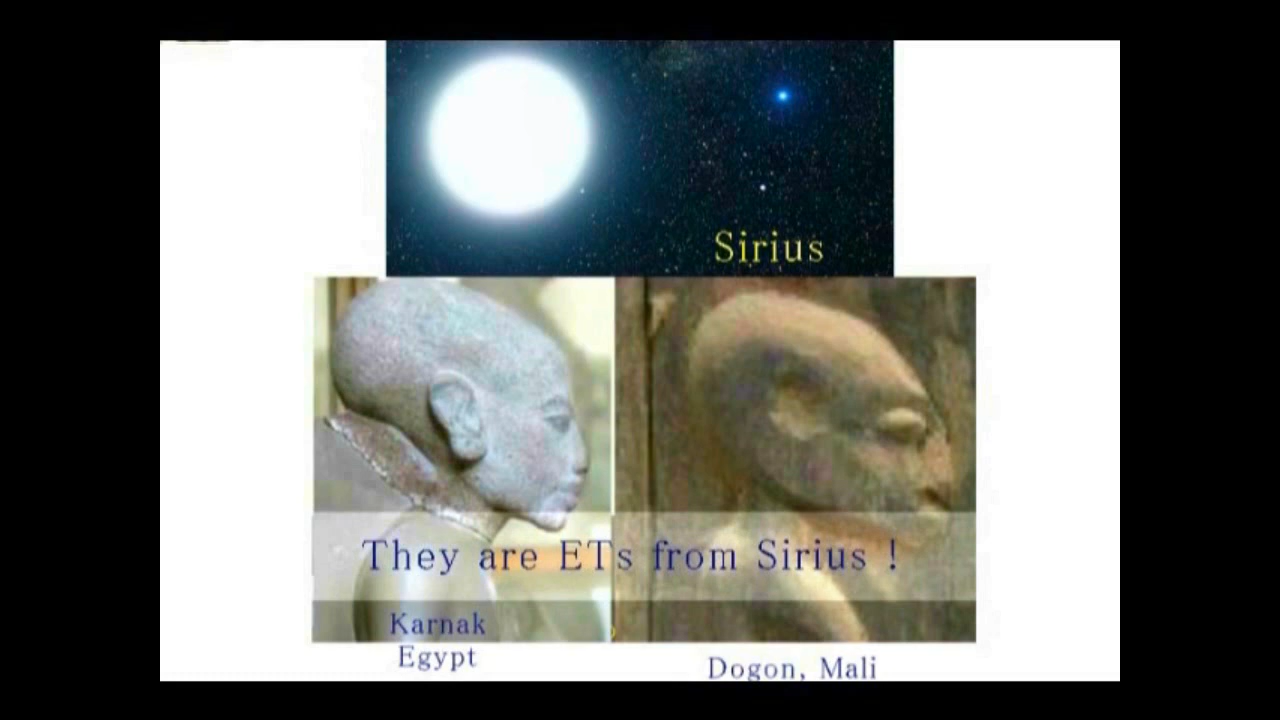 Sirius
They are ETs from Sirius !
Karnak
Egypt
Dogon, Mali